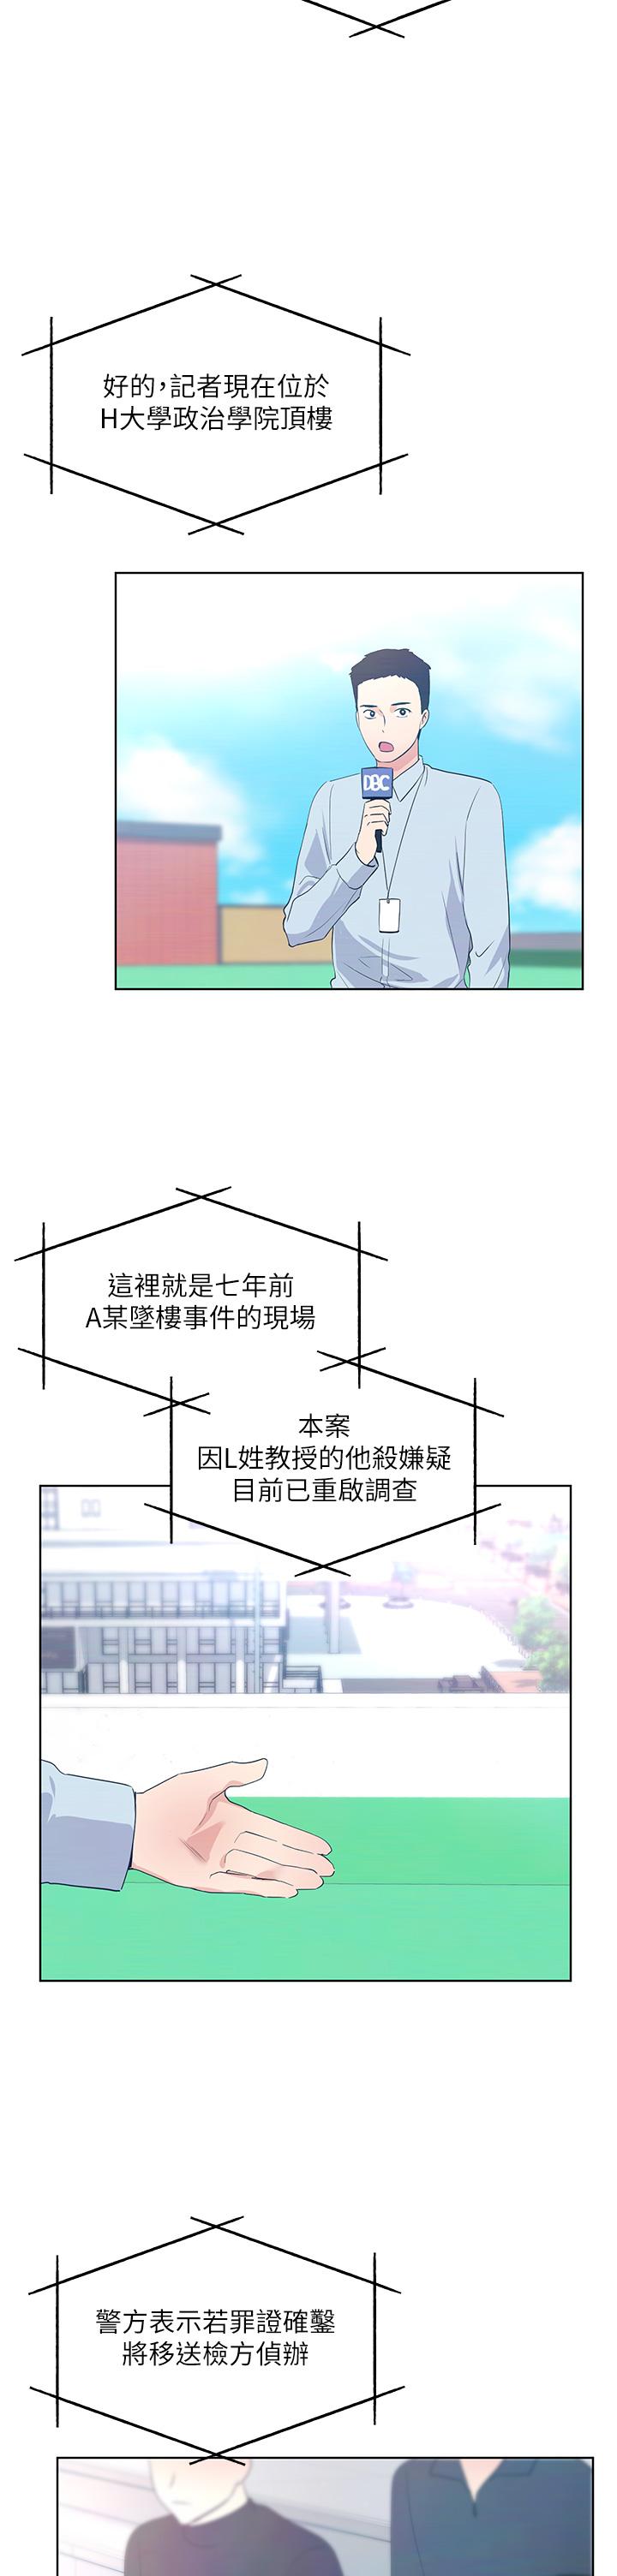 好的,記者現在位於
H大學政治學院頂樓
DBC
這裡就是七年前
A某墜樓事件的現場
本案
因L姓教授的他殺嫌疑
目前已重啟調查
警方表示若罪證確鑿
將移送檢方偵辦